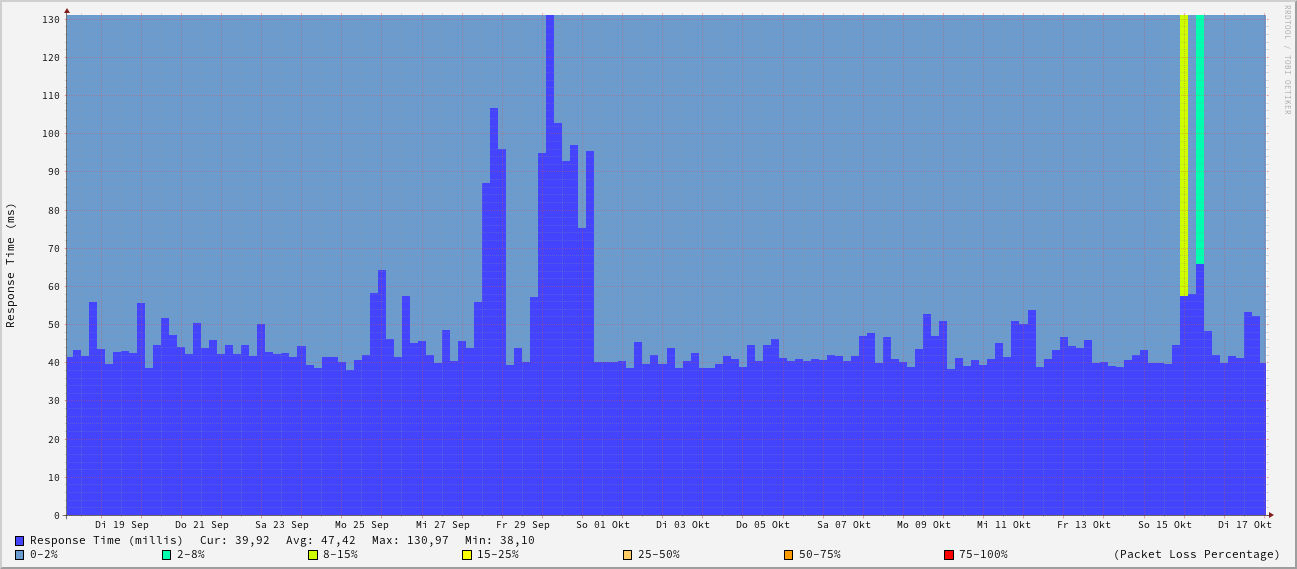 RRDTOOL / TOBI OETIKER
Response Time (ms)
130
120
110
100
90
80
70
60
50
40
30
20
10
0
Di 19 Sep Do 21 Sep Sa 23 Sep Mo 25 Sep Mi 27 Sep Fr 29 Sep So 01 Okt Di 03 Okt Do 05 Okt Sa 07 Okt Mo 09 Okt Mi 11 Okt Fr 13 Okt So 15 Okt Di 17 Okt
Response Time (millis) Cur: 39,92 Avg: 47,42 Max: 130,97 Min: 38,10
0-2% 2-8% 8-15% 15-25% 25-50% 50-75% 75-100% (Packet Loss Percentage)